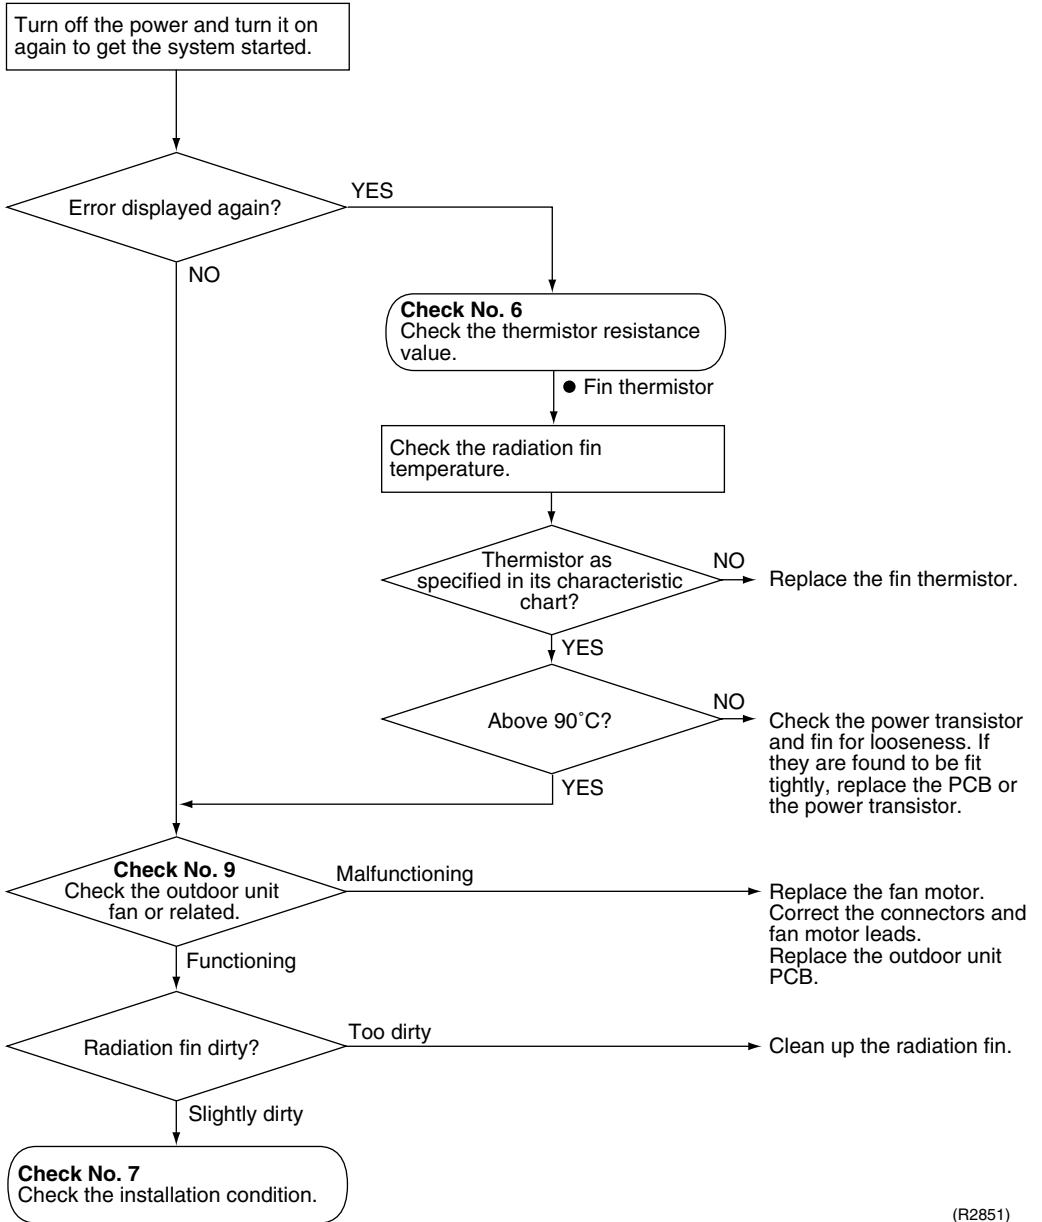 Turn off the power and turn it on
again to get the system started.
Error displayed again?
YES
NO
Check No. 6
Check the thermistor resistance
value.
● Fin thermistor
Check the radiation fin
temperature.
Thermistor as
specified in its characteristic
chart?
NO
Replace the fin thermistor.
YES
Above 90˚C?
NO
Check the power transistor
and fin for looseness. If
they are found to be fit
tightly, replace the PCB or
the power transistor.
YES
Check No. 9
Check the outdoor unit
fan or related.
Malfunctioning
Replace the fan motor.
Correct the connectors and
fan motor leads.
Replace the outdoor unit
PCB.
Functioning
Radiation fin dirty?
Too dirty
Clean up the radiation fin.
Slightly dirty
Check No. 7
Check the installation condition.
(R2851)